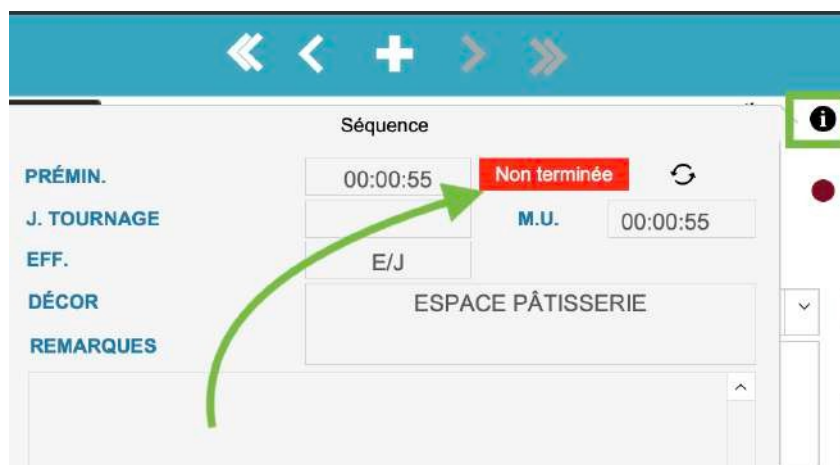 Séquence
PRÉMIN. 00:00:55 Non terminée
J. TOURNAGE M.U. 00:00:55
EFF. E/J
DÉCOR ESPACE PÂTISSERIE
REMARQUES